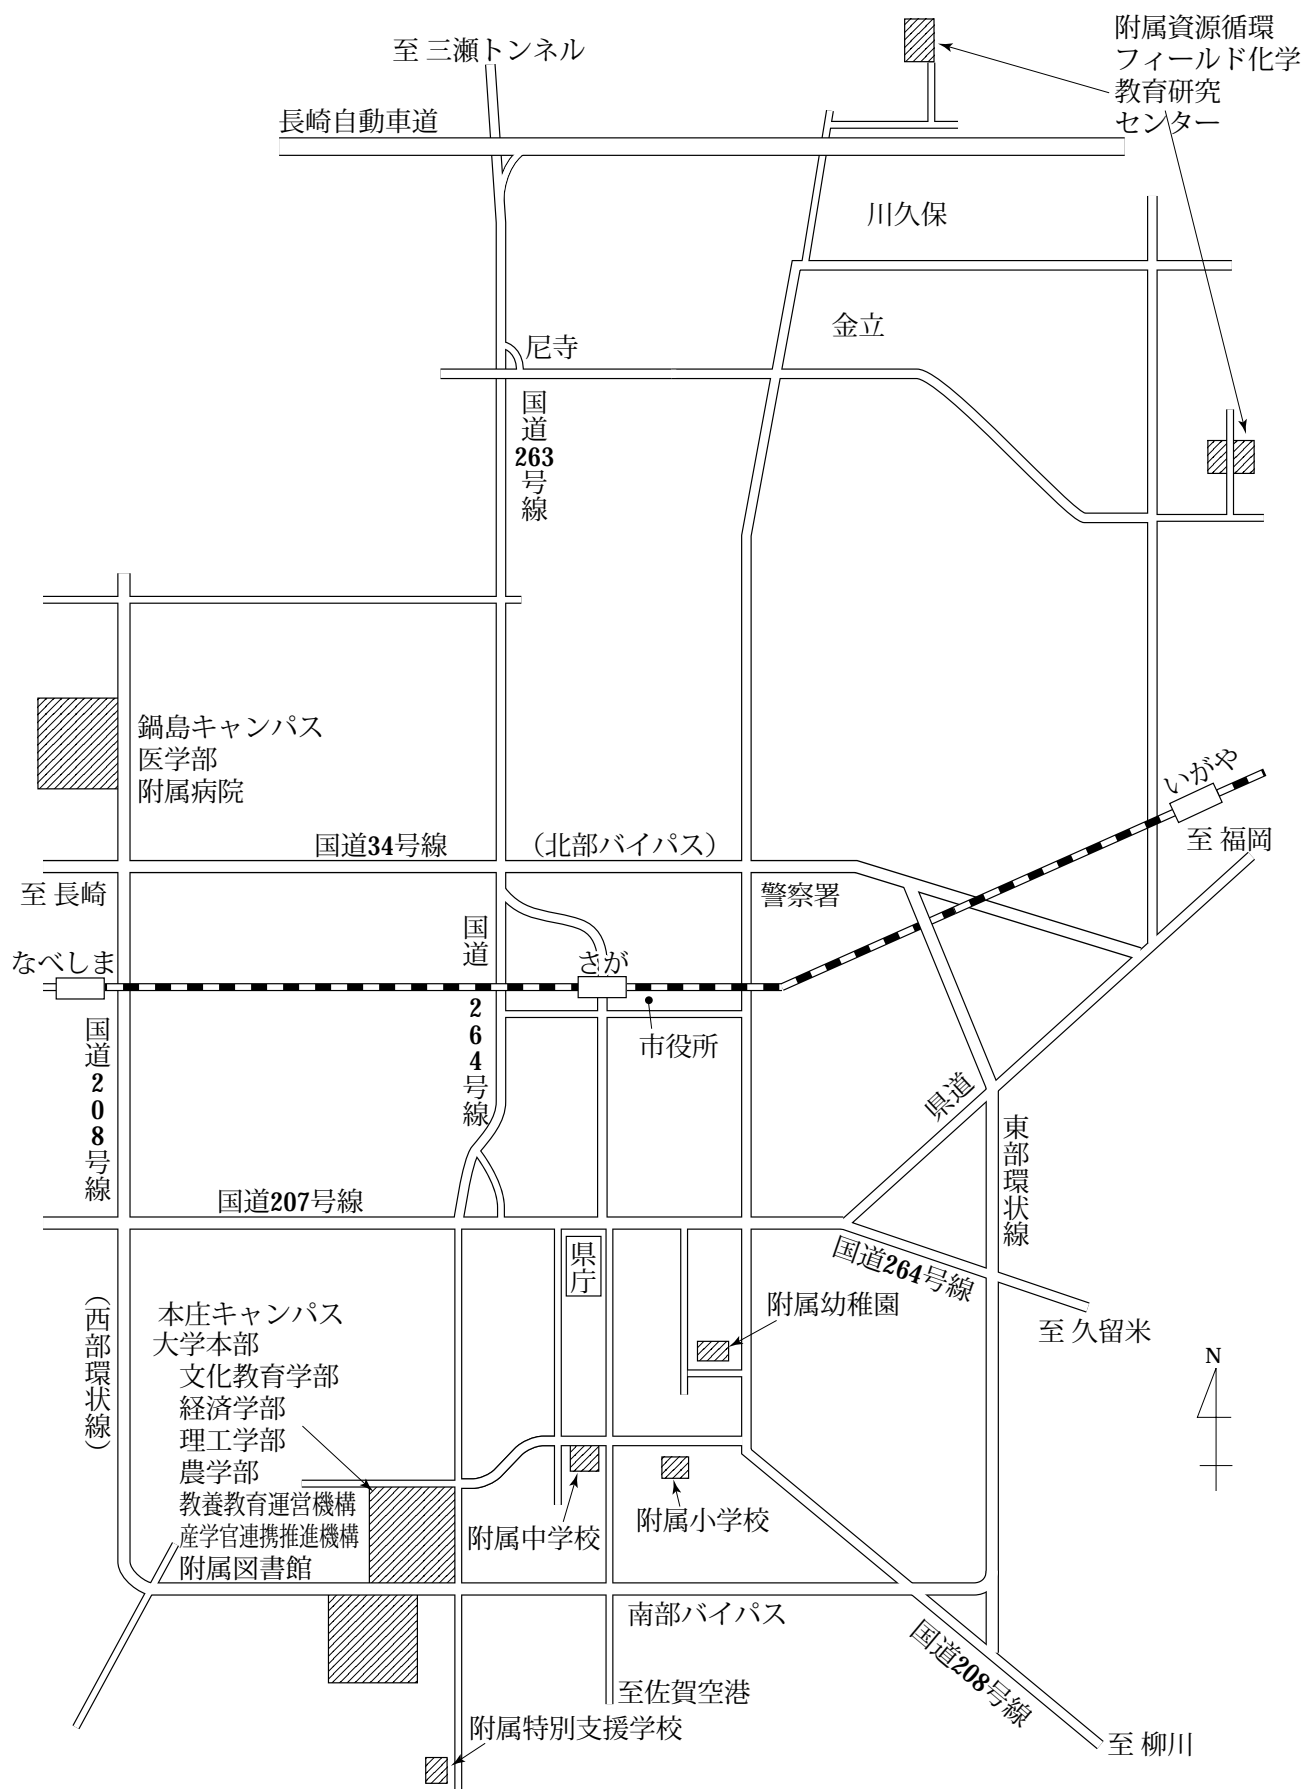 附属資源循環
フィールド化学
教育研究
センター
至 三瀬トンネル
長崎自動車道
川久保
金立
尼寺
国道263号線
鍋島キャンパス
医学部
附属病院
いがや
至 福岡
国道34号線
（北部バイパス）
至 長崎
警察署
国道264号線
なべしま
さが
市役所
国道208号線
県道
東部環状線
国道207号線
県庁
国道264号線
至 久留米
（西部環状線）
附属幼稚園
N
本庄キャンパス
大学本部
文化教育学部
経済学部
理工学部
農学部
教養教育運営機構
産学官連携推進機構
附属図書館
附属中学校
附属小学校
南部バイパス
国道208号線
至佐賀空港
附属特別支援学校
至 柳川